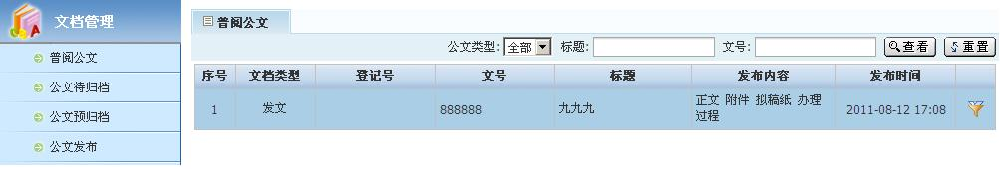 文档管理
普阅公文
公文待归档
公文预归档
公文发布
普阅公文
公文类型: 全部 标题: 文号: 查看 重置
序号 文档类型 登记号 文号 标题 发布内容 发布时间
1 发文 888888 九九九 正文 附件 拟稿纸 办理 2011-08-12 17:08
过程